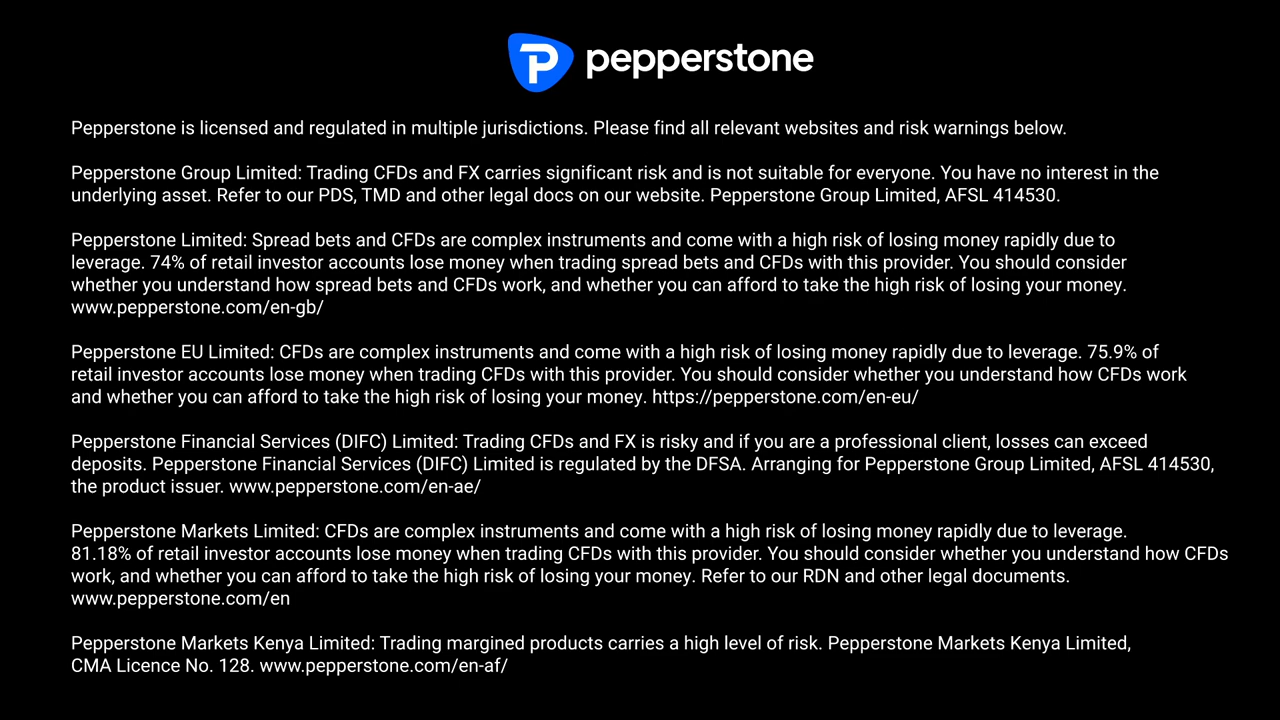 pepperstone
Pepperstone is licensed and regulated in multiple jurisdictions. Please find all relevant websites and risk warnings below.
Pepperstone Group Limited: Trading CFDs and FX carries significant risk and is not suitable for everyone. You have no interest in the
underlying asset. Refer to our PDS, TMD and other legal docs on our website. Pepperstone Group Limited, AFSL 414530.
Pepperstone Limited: Spread bets and CFDs are complex instruments and come with a high risk of losing money rapidly due to
leverage. 74% of retail investor accounts lose money when trading spread bets and CFDs with this provider. You should consider
whether you understand how spread bets and CFDs work, and whether you can afford to take the high risk of losing your money.
www.pepperstone.com/en-gb/
Pepperstone EU Limited: CFDs are complex instruments and come with a high risk of losing money rapidly due to leverage. 75.9% of
retail investor accounts lose money when trading CFDs with this provider. You should consider whether you understand how CFDs work
and whether you can afford to take the high risk of losing your money. https://pepperstone.com/en-eu/
Pepperstone Financial Services (DIFC) Limited: Trading CFDs and FX is risky and if you are a professional client, losses can exceed
deposits. Pepperstone Financial Services (DIFC) Limited is regulated by the DFSA. Arranging for Pepperstone Group Limited, AFSL 414530,
the product issuer. www.pepperstone.com/en-ae/
Pepperstone Markets Limited: CFDs are complex instruments and come with a high risk of losing money rapidly due to leverage.
81.18% of retail investor accounts lose money when trading CFDs with this provider. You should consider whether you understand how CFDs
work, and whether you can afford to take the high risk of losing your money. Refer to our RDN and other legal documents.
www.pepperstone.com/en
Pepperstone Markets Kenya Limited: Trading margined products carries a high level of risk. Pepperstone Markets Kenya Limited,
CMA Licence No. 128. www.pepperstone.com/en-af/